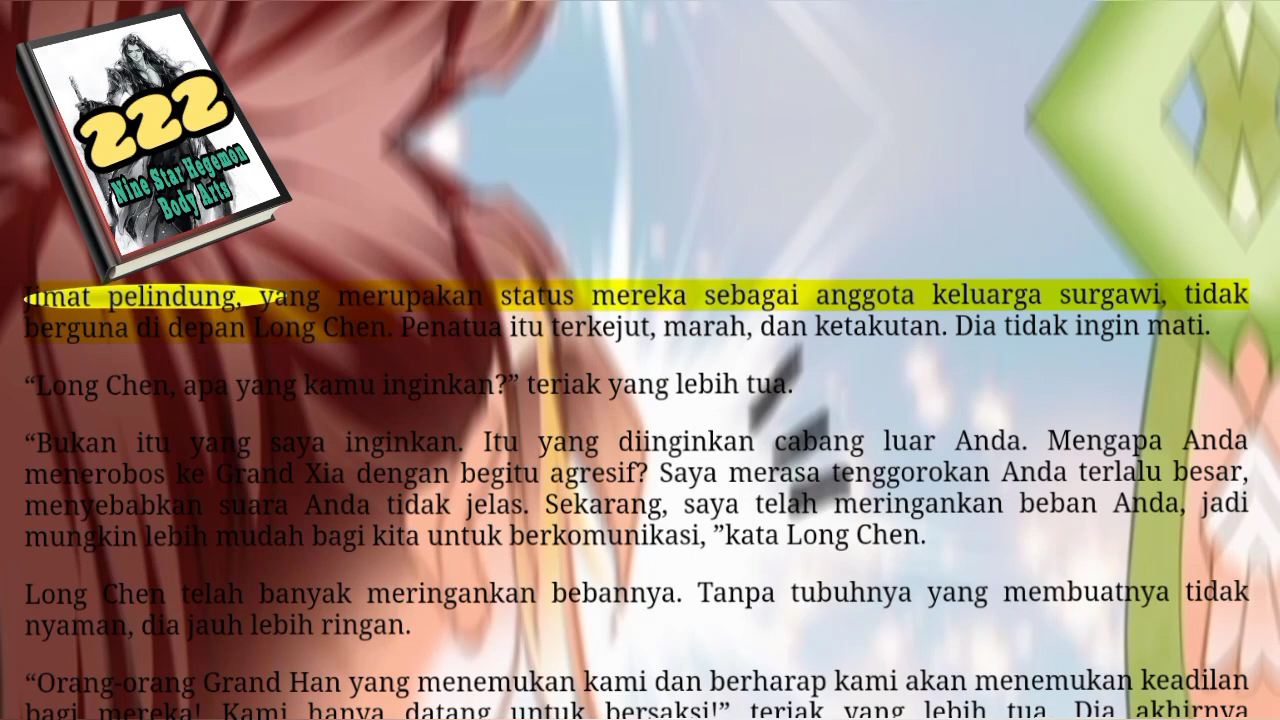 222
Nine Star Hegemon
Body Arts
Jimat pelindung, yang merupakan status mereka sebagai anggota keluarga surgawi, tidak
berguna di depan Long Chen. Penatua itu terkejut, marah, dan ketakutan. Dia tidak ingin mati.
“Long Chen, apa yang kamu inginkan?” teriak yang lebih tua.
“Bukan itu yang saya inginkan. Itu yang diinginkan cabang luar Anda. Mengapa Anda
menerobos ke Grand Xia dengan begitu agresif? Saya merasa tenggorokan Anda terlalu besar,
menyebabkan suara Anda tidak jelas. Sekarang, saya telah meringankan beban Anda, jadi
mungkin lebih mudah bagi kita untuk berkomunikasi, ”kata Long Chen.
Long Chen telah banyak meringankan bebannya. Tanpa tubuhnya yang membuatnya tidak
nyaman, dia jauh lebih ringan.
“Orang-orang Grand Han yang menemukan kami dan berharap kami akan menemukan keadilan
bagi mereka! Kami hanya datang untuk bersaksi!” teriak yang lebih tua. Dia akhirnya